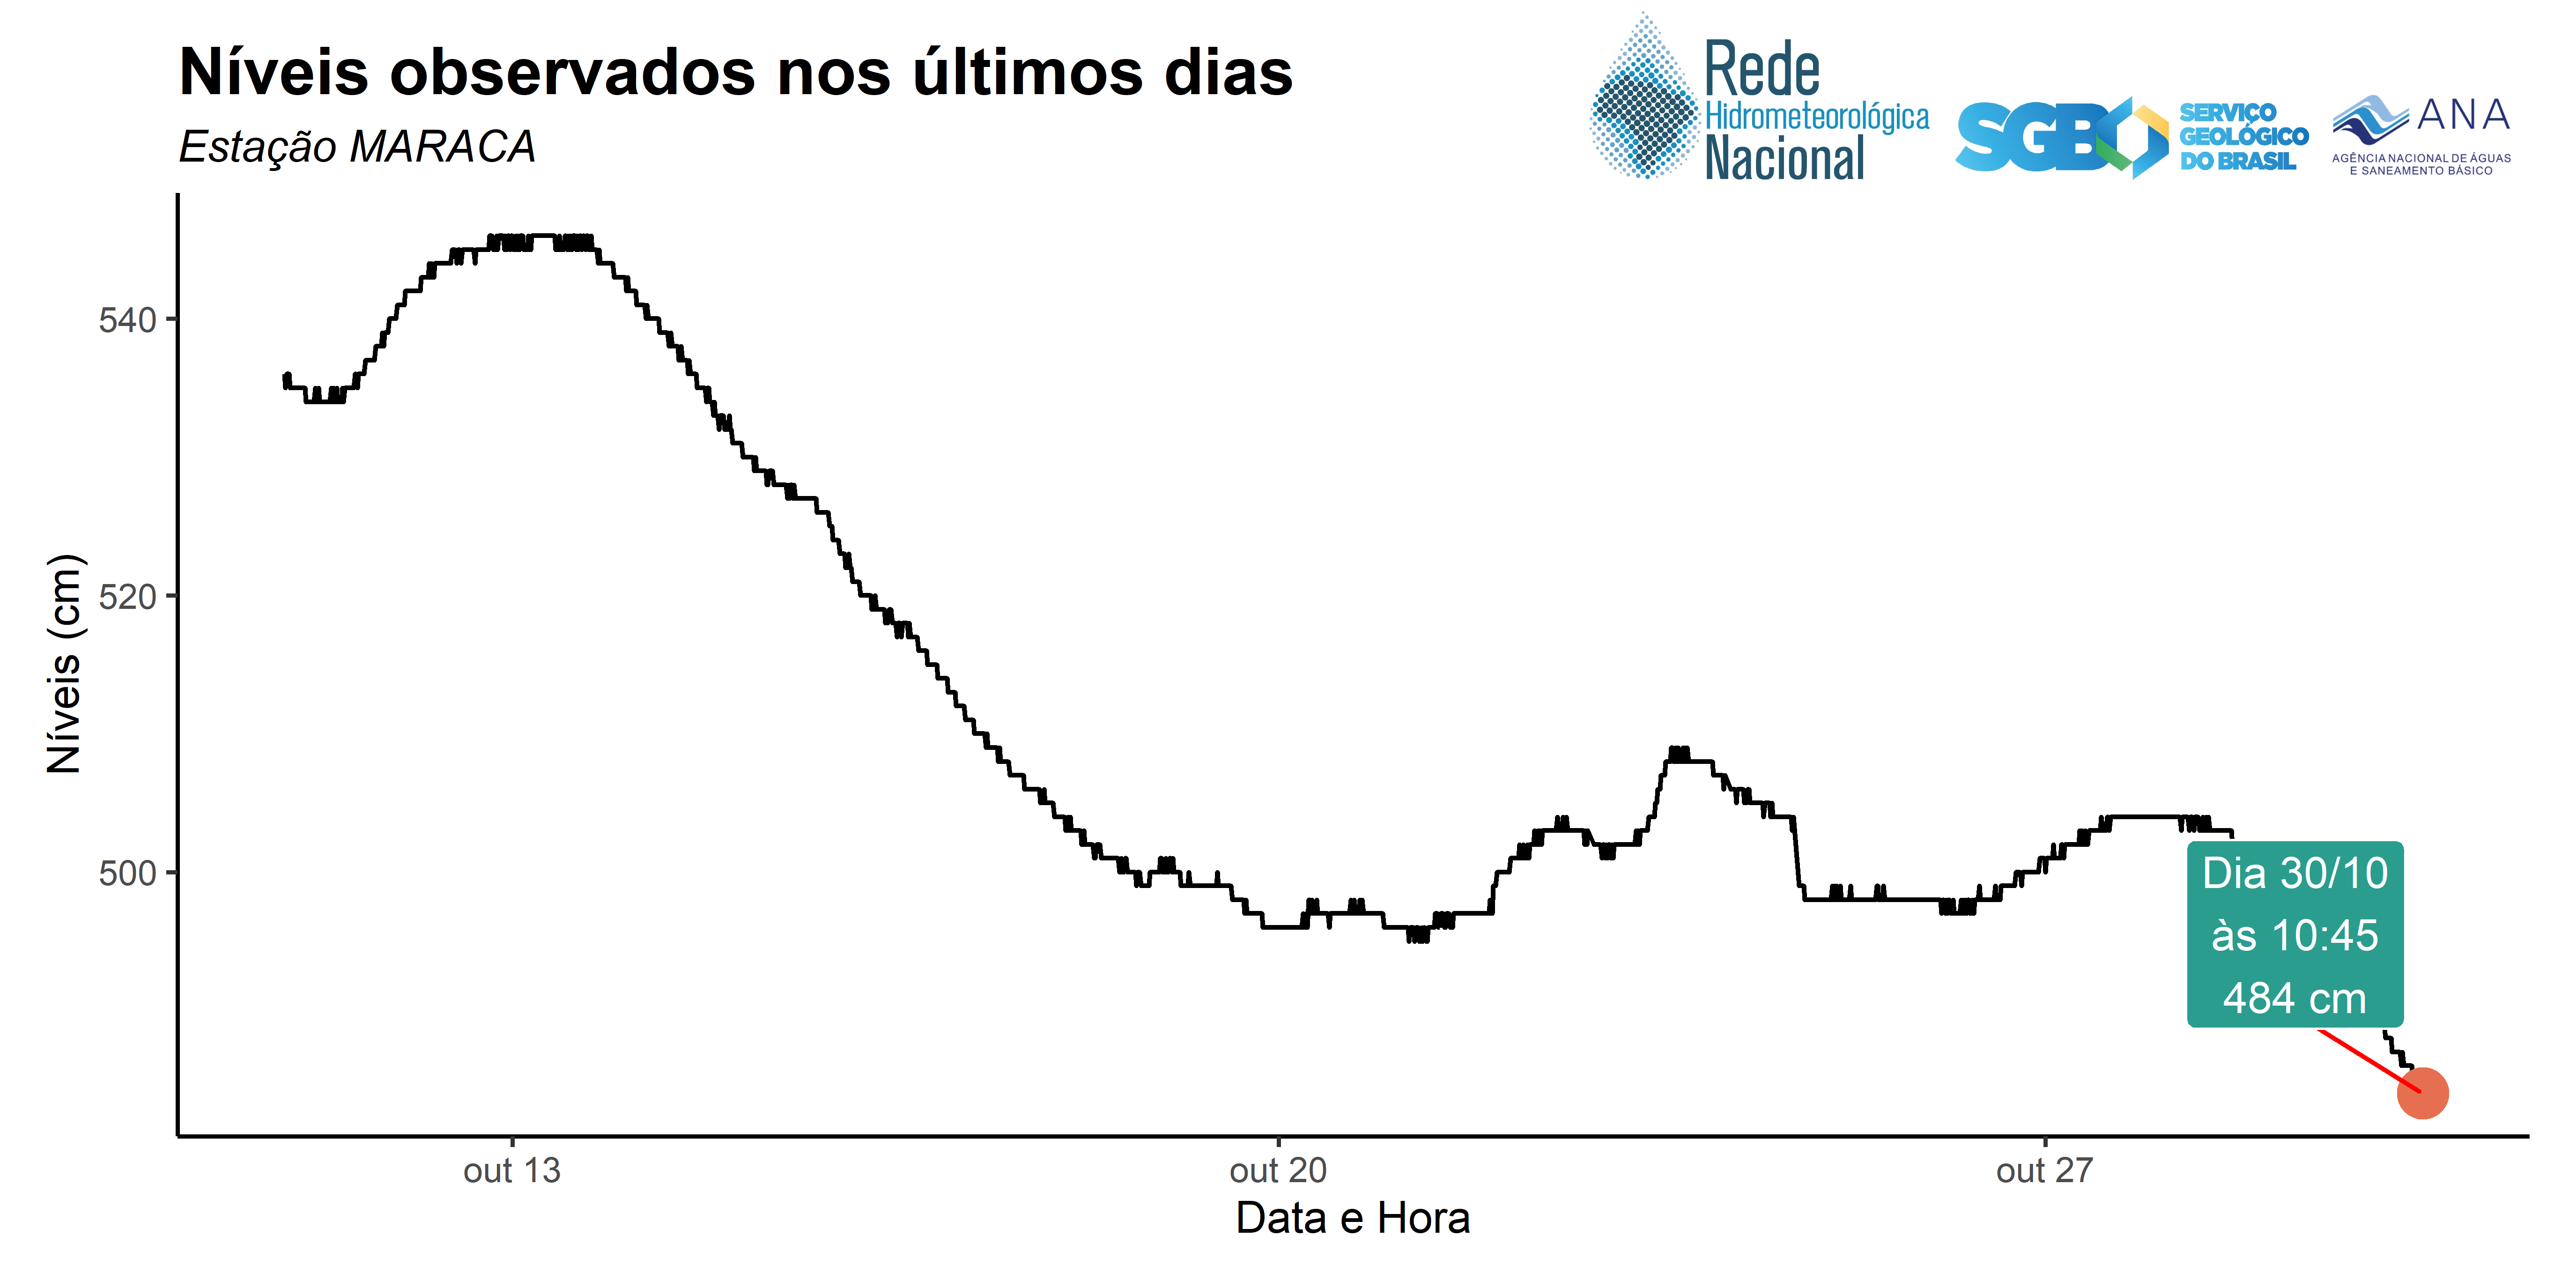 Níveis observados nos últimos dias
Estação MARACA
Rede
Hidrometeorológica
Nacional
SGB
SERVIÇO
GEOLÓGICO
DO BRASIL
ANA
AGÊNCIA NACIONAL DE ÁGUAS
E SANEAMENTO BÁSICO
Níveis (cm)
540
520
500
Dia 30/10
às 10:45
484 cm
out 13
out 20
out 27
Data e Hora